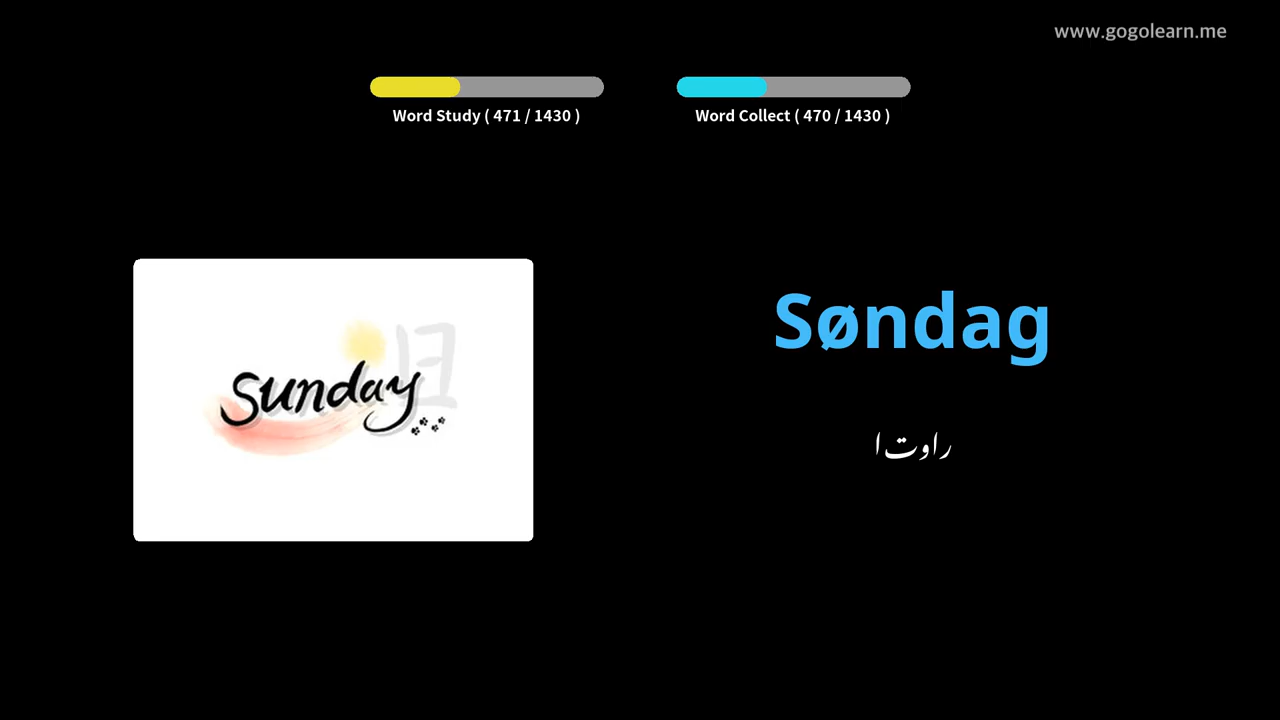 www.gogolearn.me
Word Study ( 471 / 1430 )
Word Collect ( 470 / 1430 )
Sunday
Søndag
راوت ا